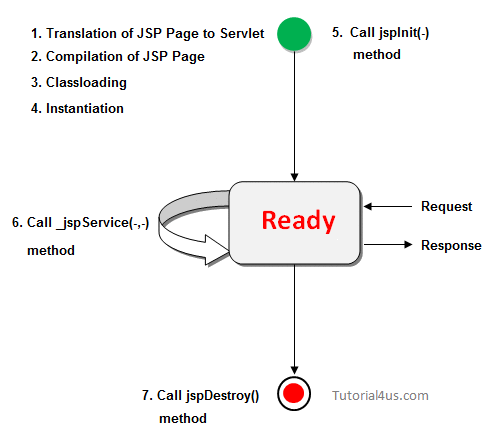 1. Translation of JSP Page to Servlet
2. Compilation of JSP Page
3. Classloading
4. Instantiation
5. Call jspInit(-)
method
6. Call _jspService(-,-)
method
Ready
Request
Response
7. Call jspDestroy()
method
Tutorial4us.com